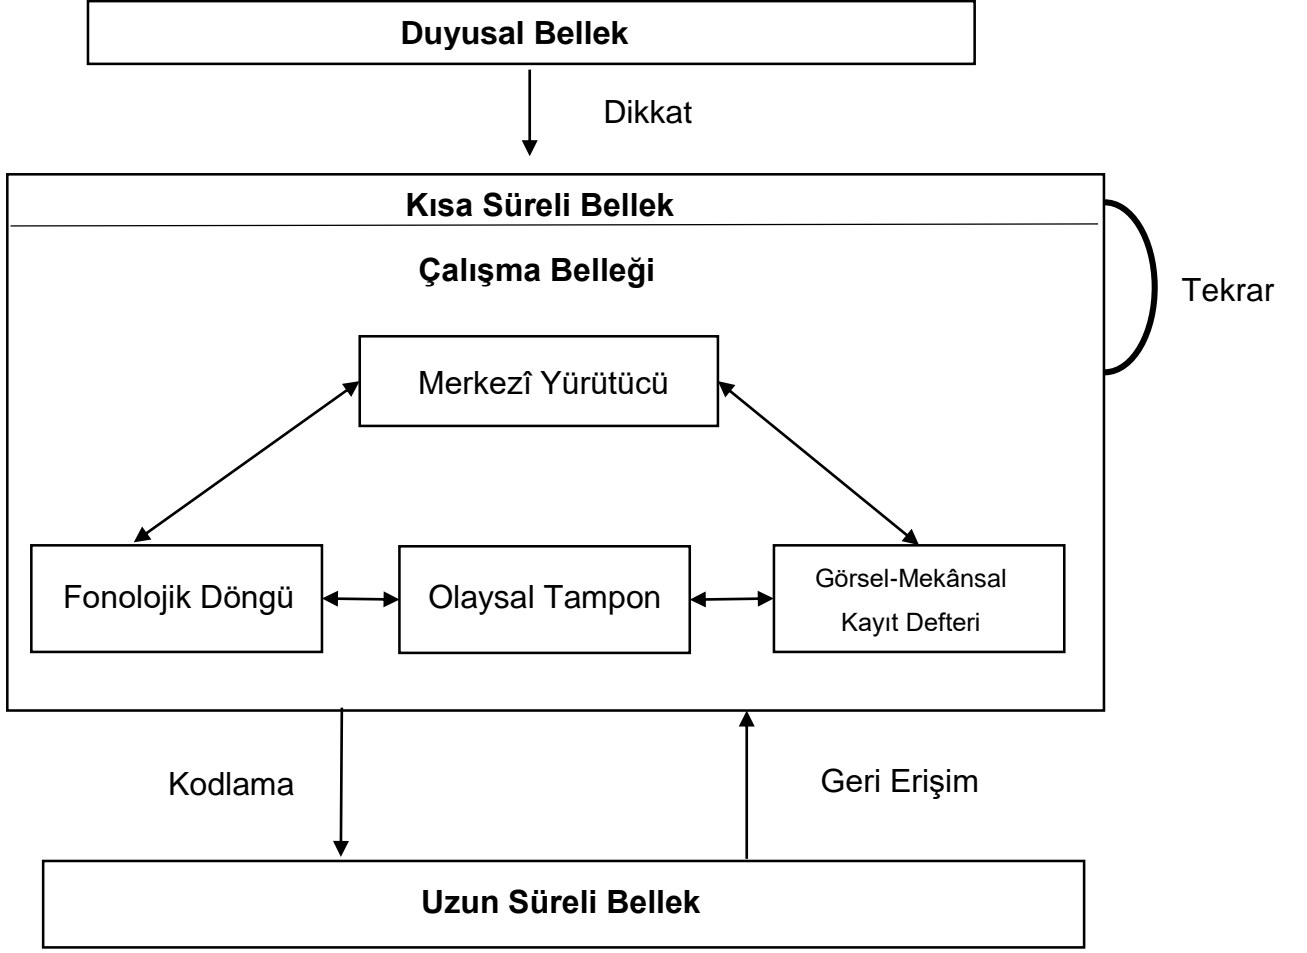 Duyusal Bellek
Dikkat
Kısa Süreli Bellek
Çalışma Belleği
Tekrar
Merkezî Yürütücü
Fonolojik Döngü
Olaysal Tampon
Görsel-Mekânsal
Kayıt Defteri
Kodlama
Geri Erişim
Uzun Süreli Bellek